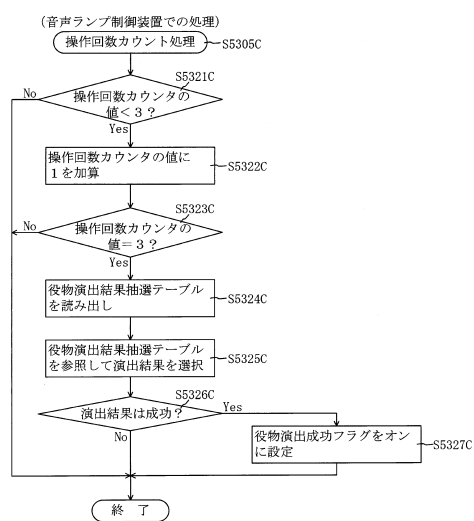 (音声ランプ制御装置での処理)
操作回数カウント処理
S5305C
S5321C
No
操作回数カウンタの
値<3?
Yes
操作回数カウンタの値に
1を加算
S5322C
S5323C
No
操作回数カウンタの
値=3?
Yes
役物演出結果抽選テーブル
を読み出し
S5324C
役物演出結果抽選テーブル
を参照して演出結果を選択
S5325C
S5326C
演出結果は成功?
Yes
No
役物演出成功フラグをオン
に設定
S5327C
終 了